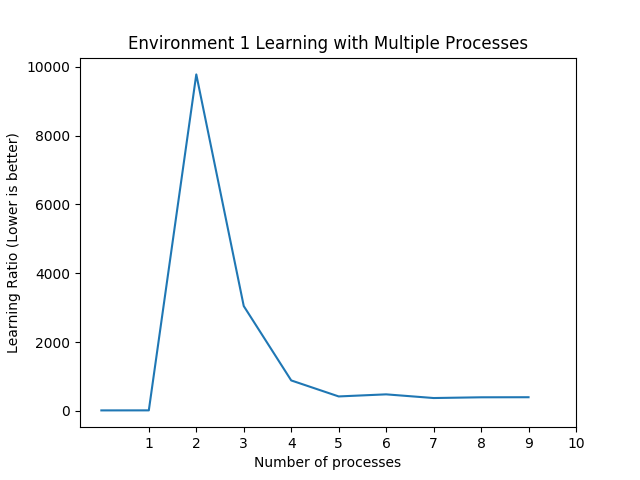 Environment 1 Learning with Multiple Processes
Learning Ratio (Lower is better)
10000
8000
6000
4000
2000
0
1 2 3 4 5 6 7 8 9 10
Number of processes